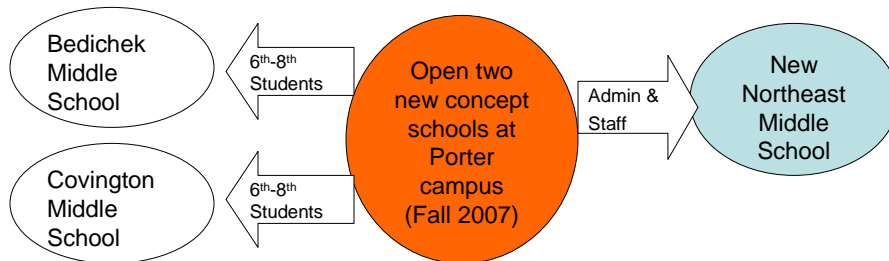 Bedichek
Middle
School
6th-8th
Students
Open two
new concept
schools at
Porter
campus
(Fall 2007)
Admin &
Staff
New
Northeast
Middle
School
Covington
Middle
School
6th-8th
Students